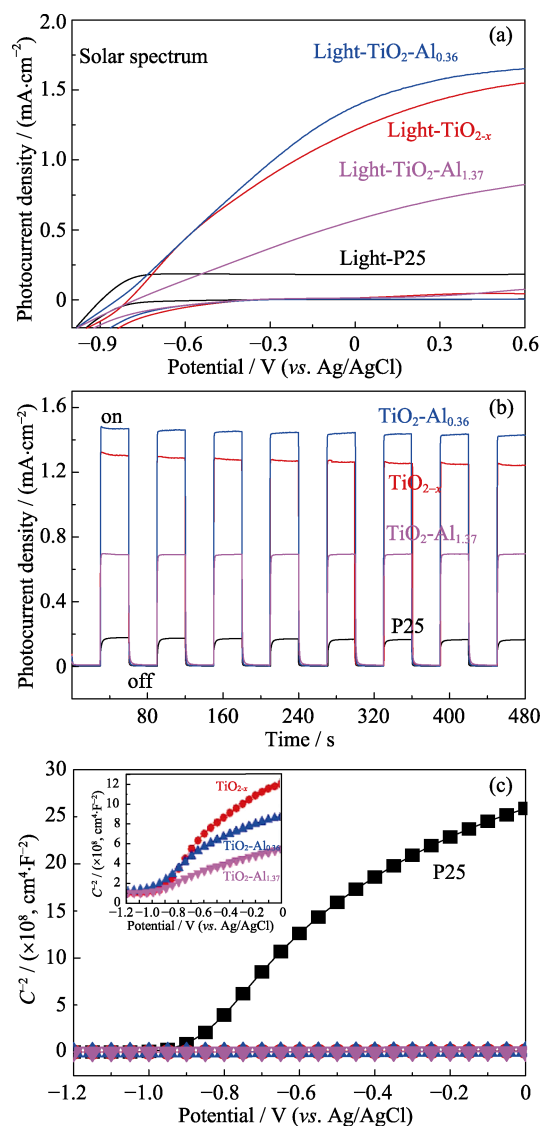 (a)
Solar spectrum
Light-TiO2-Al0.36
Light-TiO2-x
Light-TiO2-Al1.37
Light-P25
2.0
1.5
1.0
0.5
0
Photocurrent density / (mA·cm−2)
−0.9 −0.6 −0.3 0 0.3 0.6
Potential / V (vs. Ag/AgCl)
(b)
on
TiO2-Al0.36
TiO2−x
TiO2-Al1.37
P25
off
1.6
1.2
0.8
0.4
0
Photocurrent density / (mA·cm−2)
80 160 240 320 400 480
Time / s
(c)
P25
30
25
20
15
10
5
0
C−2 / (×108, cm4·F−2)
−1.2 −1.0 −0.8 −0.6 −0.4 −0.2 0
Potential / V (vs. Ag/AgCl)
TiO2-x
TiO2-Al0.36
TiO2-Al1.37
12
10
8
6
4
2
0
C−2 / (×108, cm4·F−2)
−1.2 −1.0 −0.8 −0.6 −0.4 −0.2 0
Potential / V (vs. Ag/AgCl)